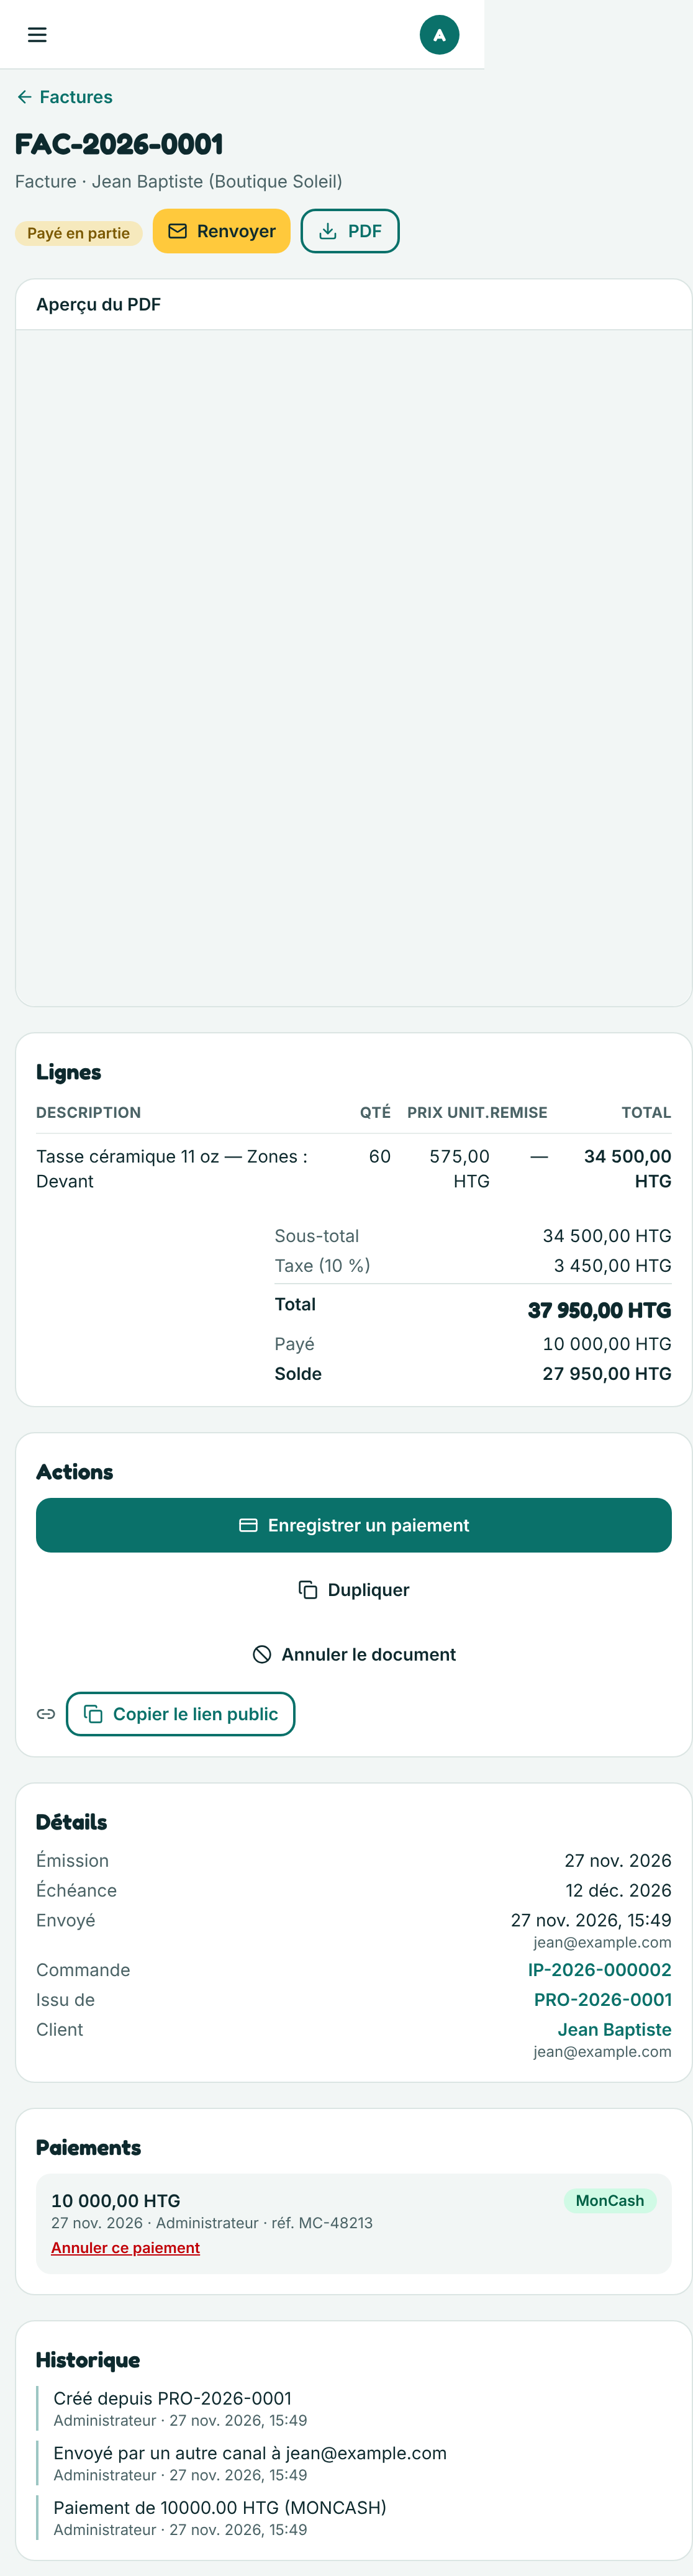 A
← Factures
FAC-2026-0001
Facture · Jean Baptiste (Boutique Soleil)
Payé en partie
Renvoyer
PDF
Aperçu du PDF
Lignes
DESCRIPTION QTÉ PRIX UNIT. REMISE TOTAL
Tasse céramique 11 oz — Zones : 60 575,00 — 34 500,00
Devant HTG HTG
Sous-total 34 500,00 HTG
Taxe (10 %) 3 450,00 HTG
Total 37 950,00 HTG
Payé 10 000,00 HTG
Solde 27 950,00 HTG
Actions
Enregistrer un paiement
Dupliquer
Annuler le document
Copier le lien public
Détails
Émission 27 nov. 2026
Échéance 12 déc. 2026
Envoyé 27 nov. 2026, 15:49
jean@example.com
Commande IP-2026-000002
Issu de PRO-2026-0001
Client Jean Baptiste
jean@example.com
Paiements
10 000,00 HTG MonCash
27 nov. 2026 · Administrateur · réf. MC-48213
Annuler ce paiement
Historique
Créé depuis PRO-2026-0001
Administrateur · 27 nov. 2026, 15:49
Envoyé par un autre canal à jean@example.com
Administrateur · 27 nov. 2026, 15:49
Paiement de 10000.00 HTG (MONCASH)
Administrateur · 27 nov. 2026, 15:49